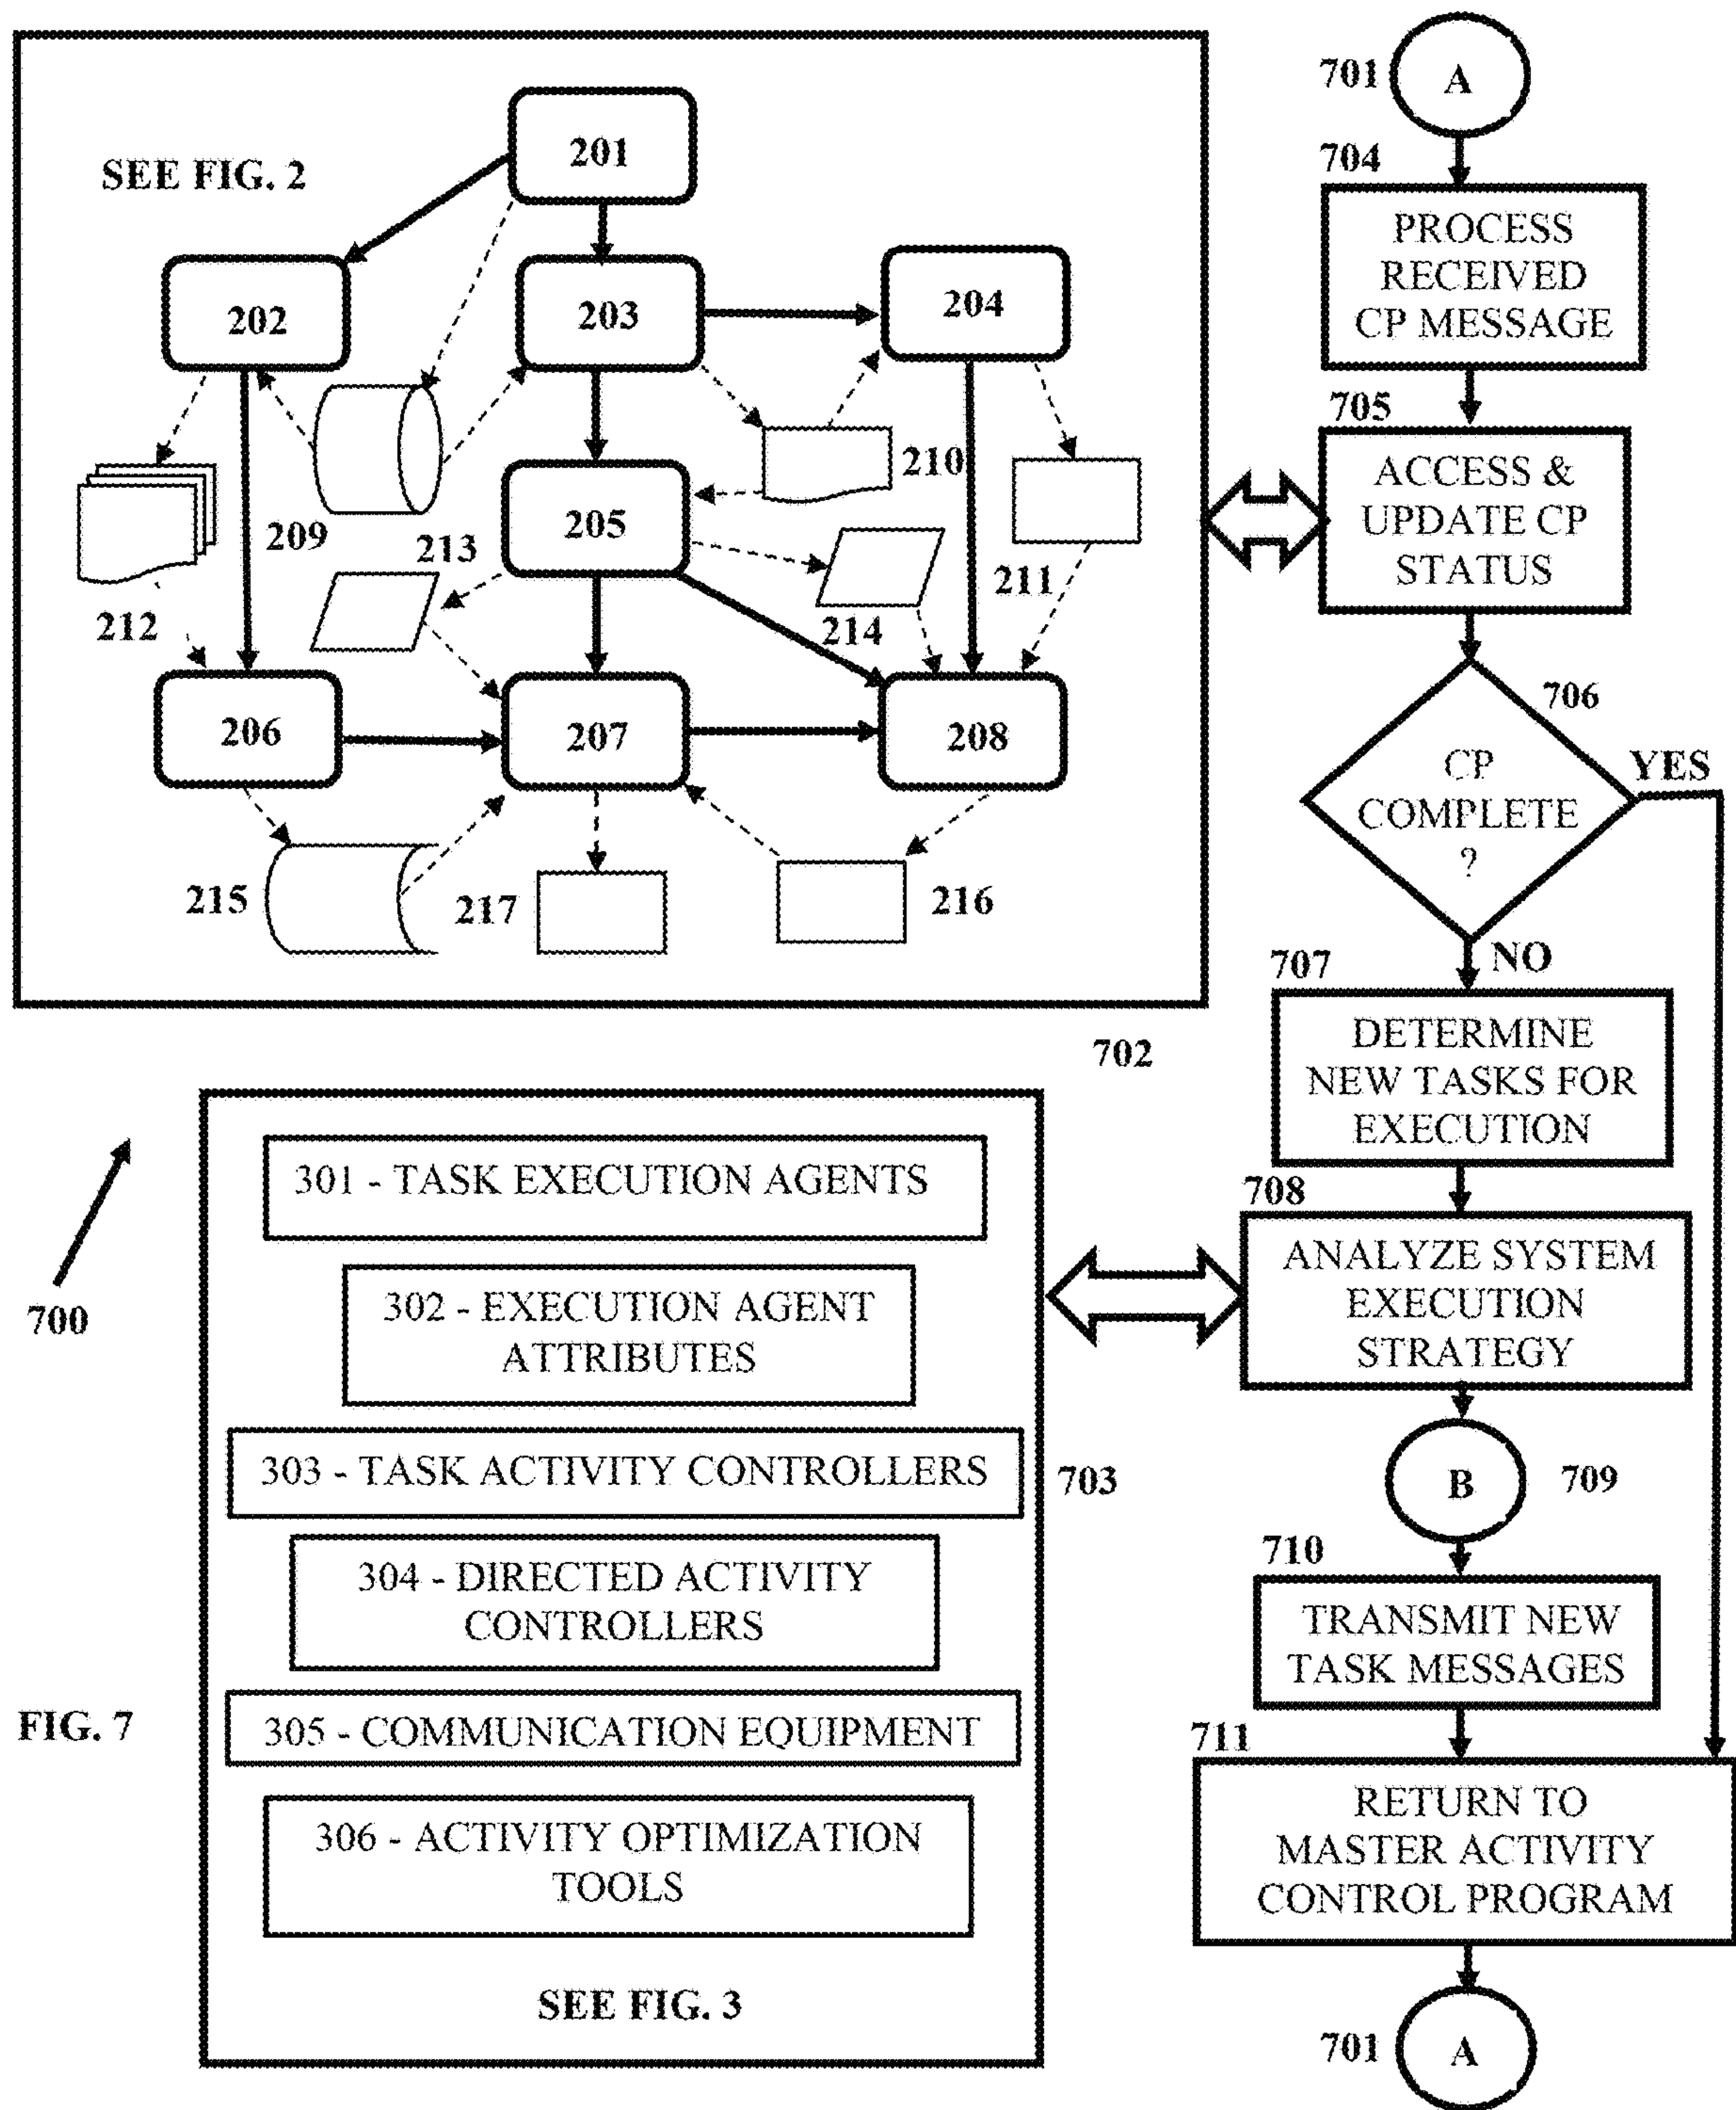 701
A
704
PROCESS
RECEIVED
CP MESSAGE
705
ACCESS &
UPDATE CP
STATUS
706
CP
COMPLETE
?
YES
NO
707
DETERMINE
NEW TASKS FOR
EXECUTION
708
ANALYZE SYSTEM
EXECUTION
STRATEGY
B
709
710
TRANSMIT NEW
TASK MESSAGES
711
RETURN TO
MASTER ACTIVITY
CONTROL PROGRAM
701
A
SEE FIG. 2
201
202
203
204
210
209
205
213
211
212
214
206
207
208
215
217
216
702
301 - TASK EXECUTION AGENTS
302 - EXECUTION AGENT
ATTRIBUTES
303 - TASK ACTIVITY CONTROLLERS
703
304 - DIRECTED ACTIVITY
CONTROLLERS
305 - COMMUNICATION EQUIPMENT
306 - ACTIVITY OPTIMIZATION
TOOLS
SEE FIG. 3
700
FIG. 7